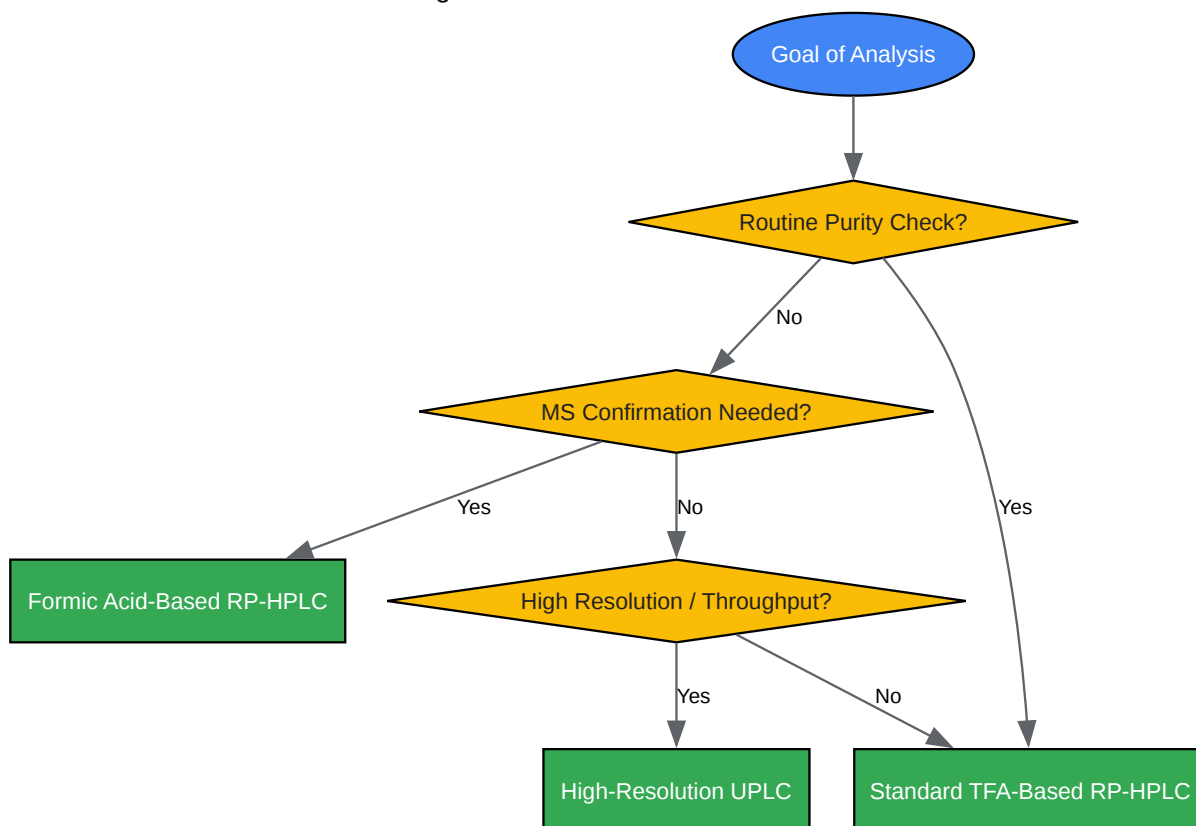 Goal of Analysis
Routine Purity Check?
No
MS Confirmation Needed?
Yes
No
Yes
Formic Acid-Based RP-HPLC
High Resolution / Throughput?
Yes
No
High-Resolution UPLC
Standard TFA-Based RP-HPLC